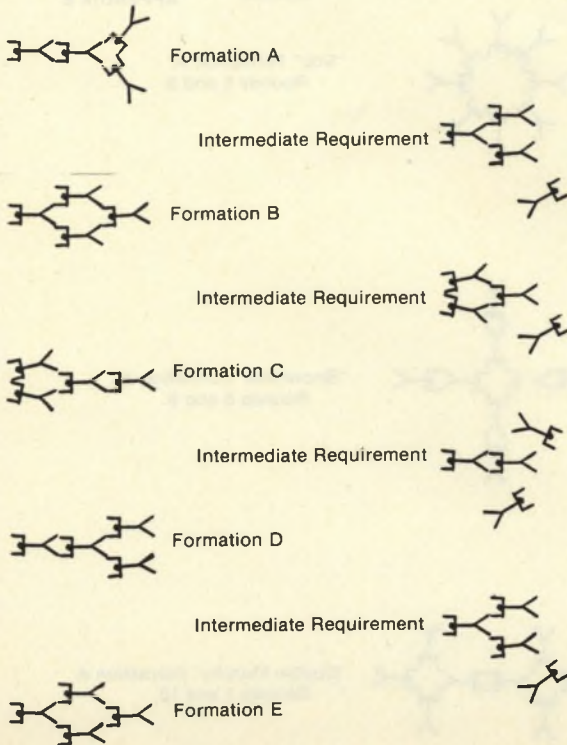 Formation A
Intermediate Requirement
Formation B
Intermediate Requirement
Formation C
Intermediate Requirement
Formation D
Intermediate Requirement
Formation E